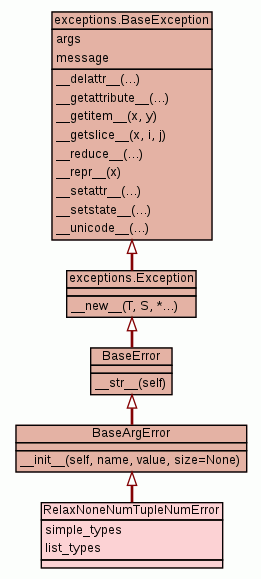 exceptions.BaseException
args
message
__delattr__(...)
__getattribute__(...)
__getitem__(x, y)
__getslice__(x, i, j)
__reduce__(...)
__repr__(x)
__setattr__(...)
__setstate__(...)
__unicode__(...)
exceptions.Exception
__new__(T, S, *...)
BaseError
__str__(self)
BaseArgError
__init__(self, name, value, size=None)
RelaxNoneNumTupleNumError
simple_types
list_types